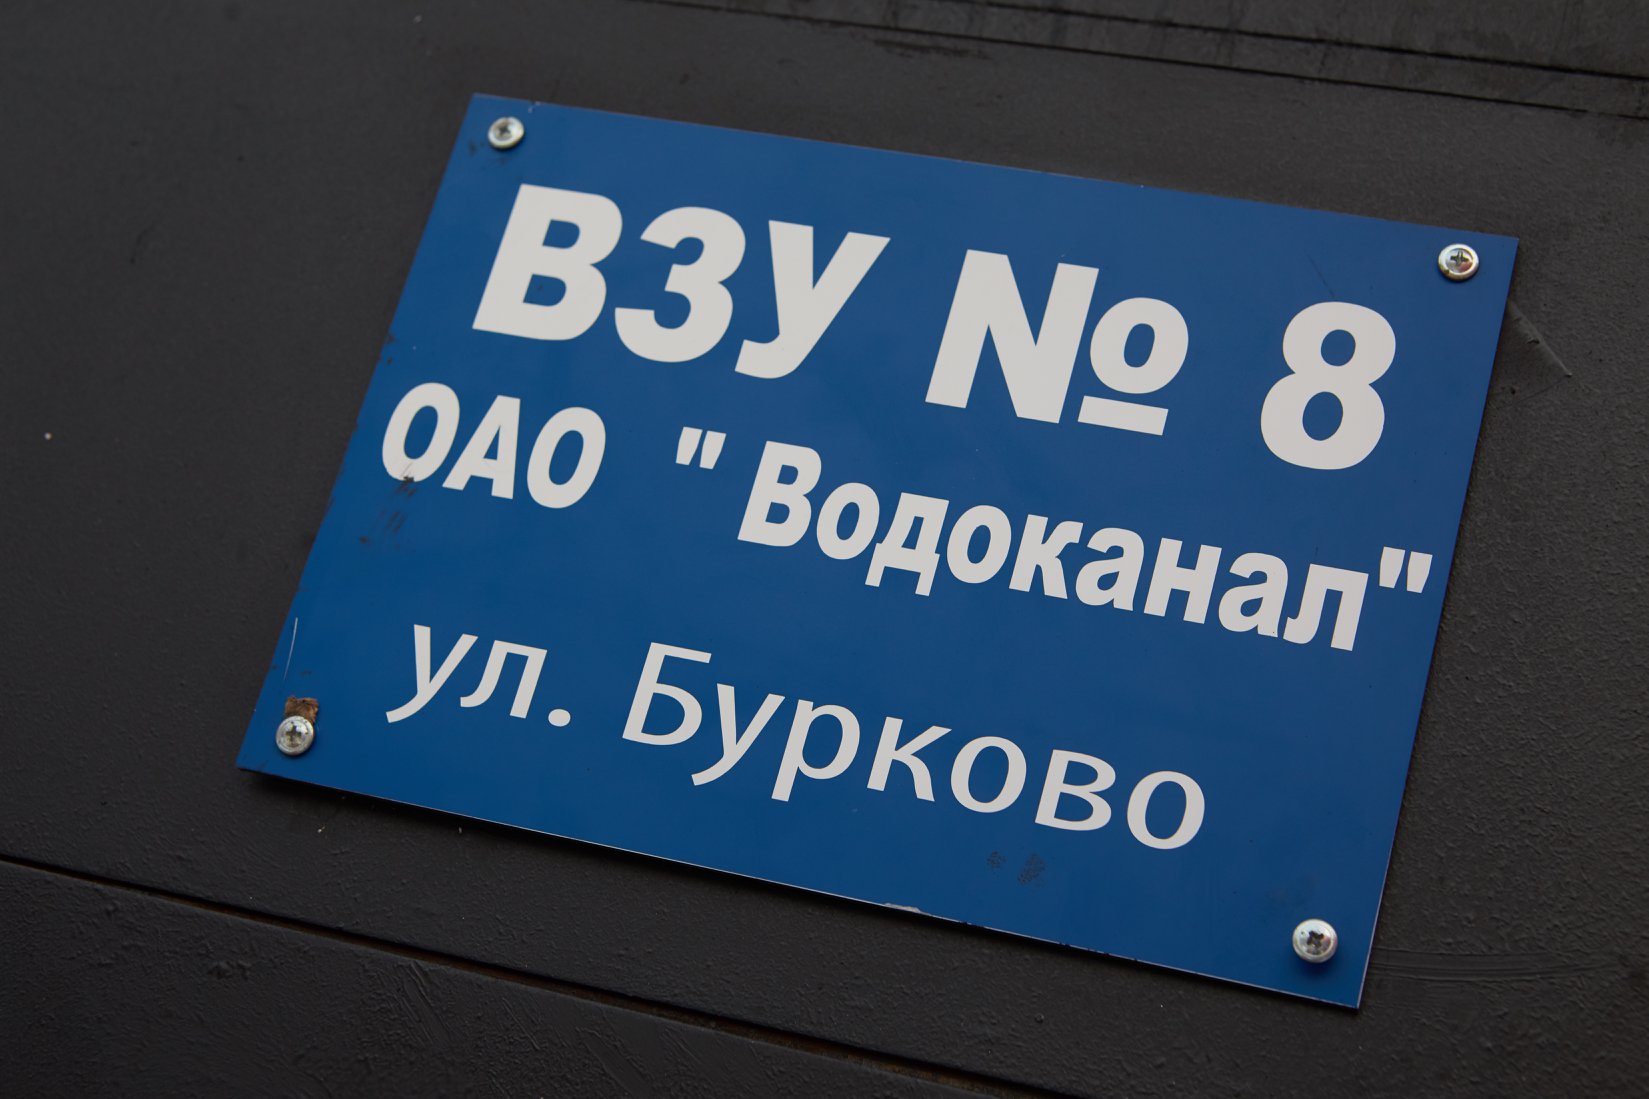 ВЗУ № 8
ОАО "Водоканал"
ул. Бурково